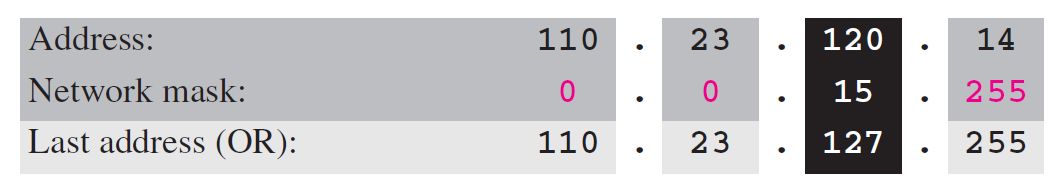 Address: 110 . 23 . 120 . 14
Network mask: 0 . 0 . 15 . 255
Last address (OR): 110 . 23 . 127 . 255